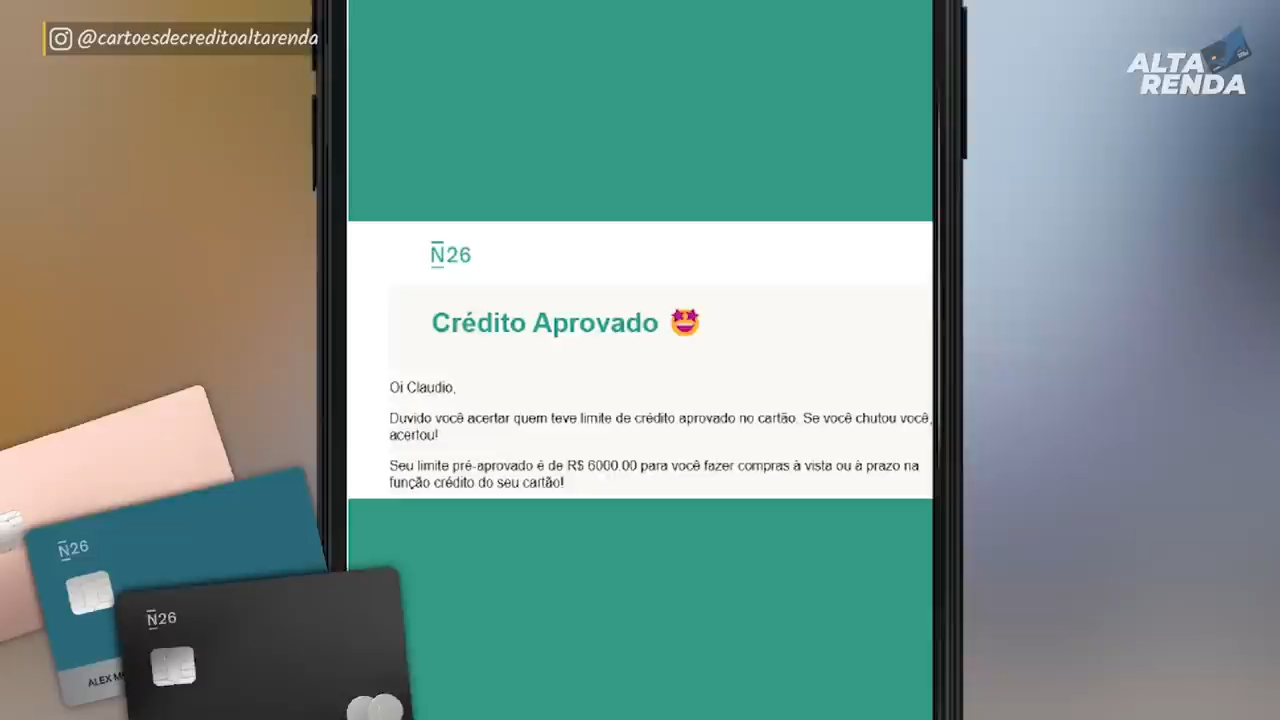 @cartoesdecreditoaltarenda
ALTA
RENDA
N26
Crédito Aprovado 🤩
Oi Claudio,
Duvido você acertar quem teve limite de crédito aprovado no cartão. Se você chutou você,
acertou!
Seu limite pré-aprovado é de R$ 6000.00 para você fazer compras à vista ou à prazo na
função crédito do seu cartão!
N26
ALEX M
N26